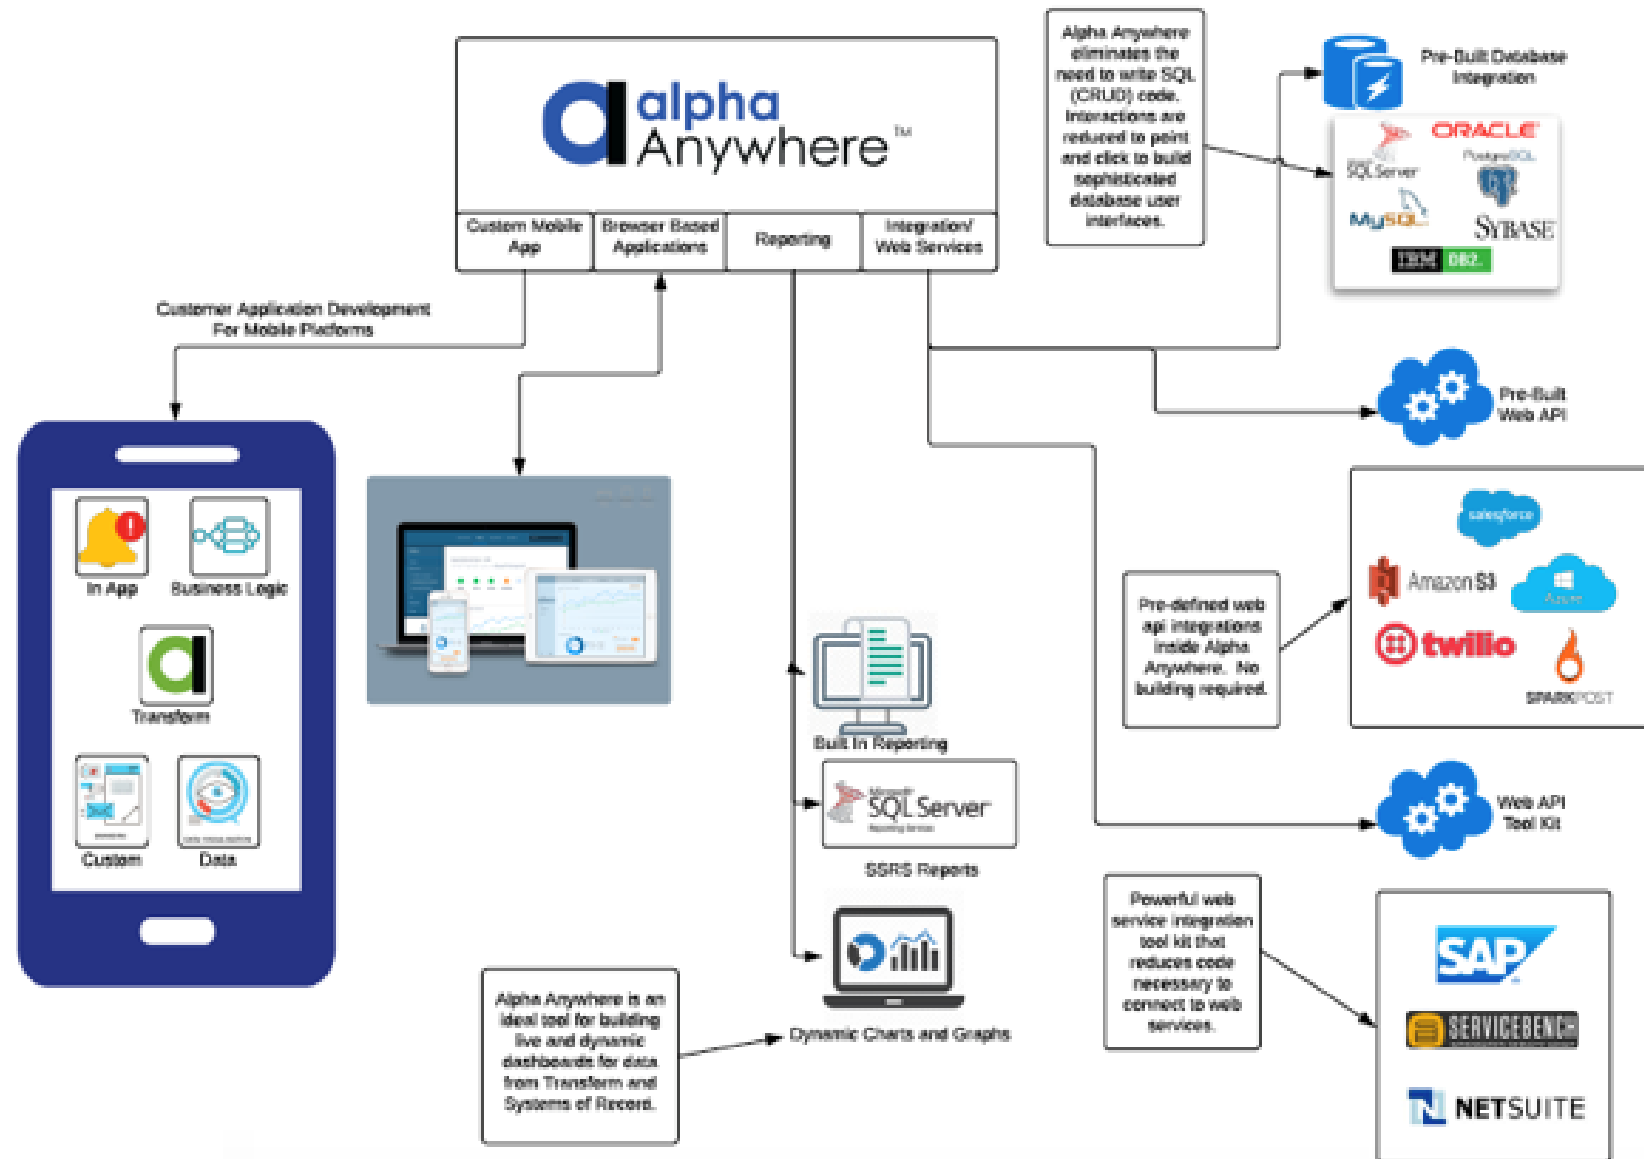 alpha
Anywhere™
Custom Mobile
App
Browser Based
Applications
Reporting
Integration/
Web Services
Customer Application Development
For Mobile Platforms
In App
Business Logic
Transform
Custom
Data
Built In Reporting
Microsoft
SQL Server
Reporting Services
SSRS Reports
Dynamic Charts and Graphs
Alpha Anywhere is an
ideal tool for building
live and dynamic
dashboards for data
from Transform and
Systems of Record.
Alpha Anywhere
eliminates the
need to write SQL
(CRUD) code.
Interactions are
reduced to point
and click to build
sophisticated
database user
interfaces.
Pre-Built Database
Integration
ORACLE
SQL Server
PostgreSQL
MySQL
SYBASE
IBM DB2.
Pre-Built
Web API
Pre-defined web
api integrations
inside Alpha
Anywhere. No
building required.
salesforce
Amazon S3
Azure
twilio
SPARKPOST
Web API
Tool Kit
Powerful web
service integration
tool kit that
reduces code
necessary to
connect to web
services.
SAP
SERVICEBENCH
NETSUITE